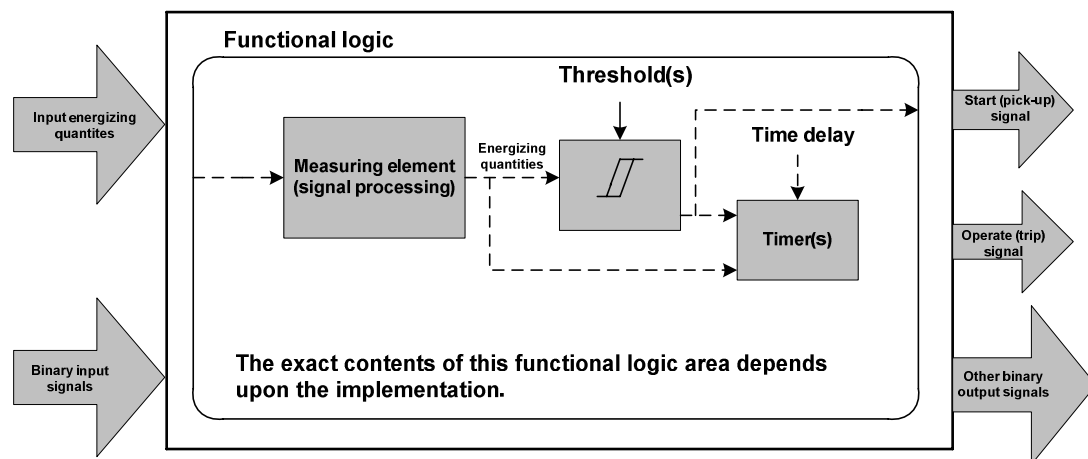 Functional logic
Input energizing
quantites
Binary input
signals
Threshold(s)
Measuring element
(signal processing)
Energizing
quantities
Time delay
Timer(s)
The exact contents of this functional logic area depends
upon the implementation.
Start (pick-up)
signal
Operate (trip)
signal
Other binary
output signals